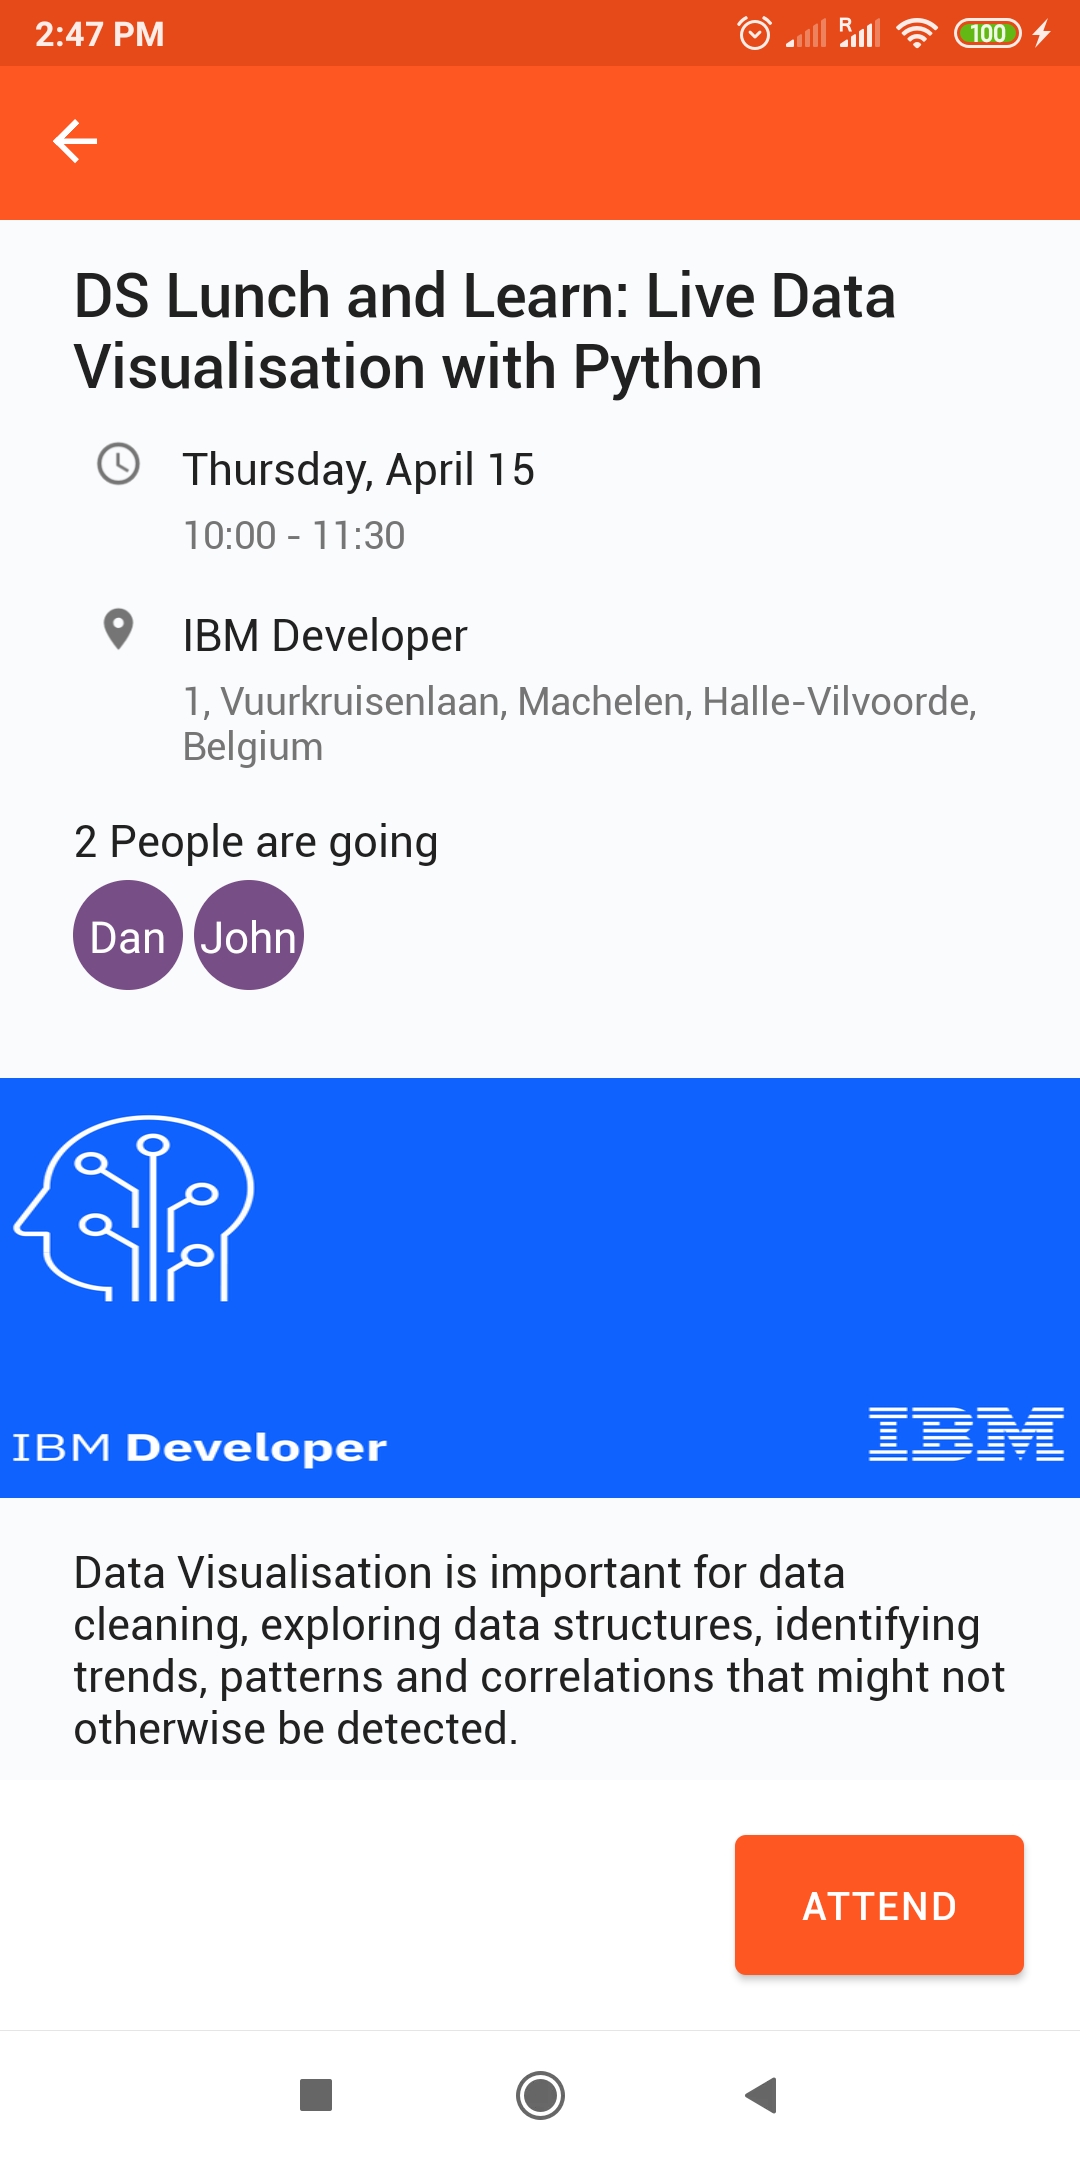 2:47 PM
R
100
DS Lunch and Learn: Live Data
Visualisation with Python
Thursday, April 15
10:00 - 11:30
IBM Developer
1, Vuurkruisenlaan, Machelen, Halle-Vilvoorde,
Belgium
2 People are going
Dan John
IBM Developer
IBM
Data Visualisation is important for data
cleaning, exploring data structures, identifying
trends, patterns and correlations that might not
otherwise be detected.
ATTEND